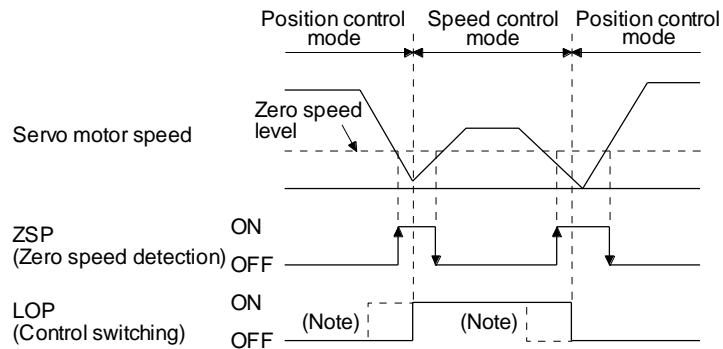 Position control mode
Speed control mode
Position control mode
Zero speed level
Servo motor speed
ZSP
(Zero speed detection)
ON
OFF
LOP
(Control switching)
ON
OFF
(Note)
(Note)